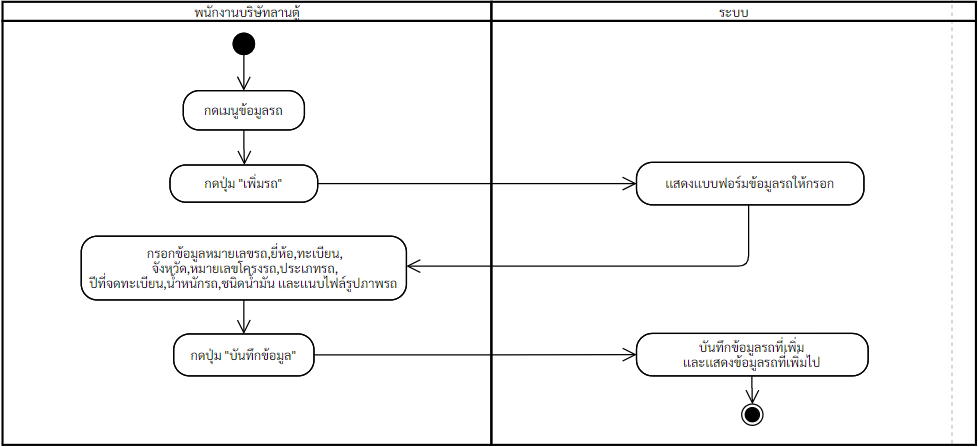 พนักงานบริษัทลานตู้
ระบบ
กดเมนูข้อมูลรถ
กดปุ่ม "เพิ่มรถ"
แสดงแบบฟอร์มข้อมูลรถให้กรอก
กรอกข้อมูลหมายเลขรถ,ยี่ห้อ,ทะเบียน,
จังหวัด,หมายเลขโครงรถ,ประเภทรถ,
ปีที่จดทะเบียน,น้ำหนักรถ,ชนิดน้ำมัน และแนบไฟล์รูปภาพรถ
กดปุ่ม "บันทึกข้อมูล"
บันทึกข้อมูลรถที่เพิ่ม
และแสดงข้อมูลรถที่เพิ่มไป